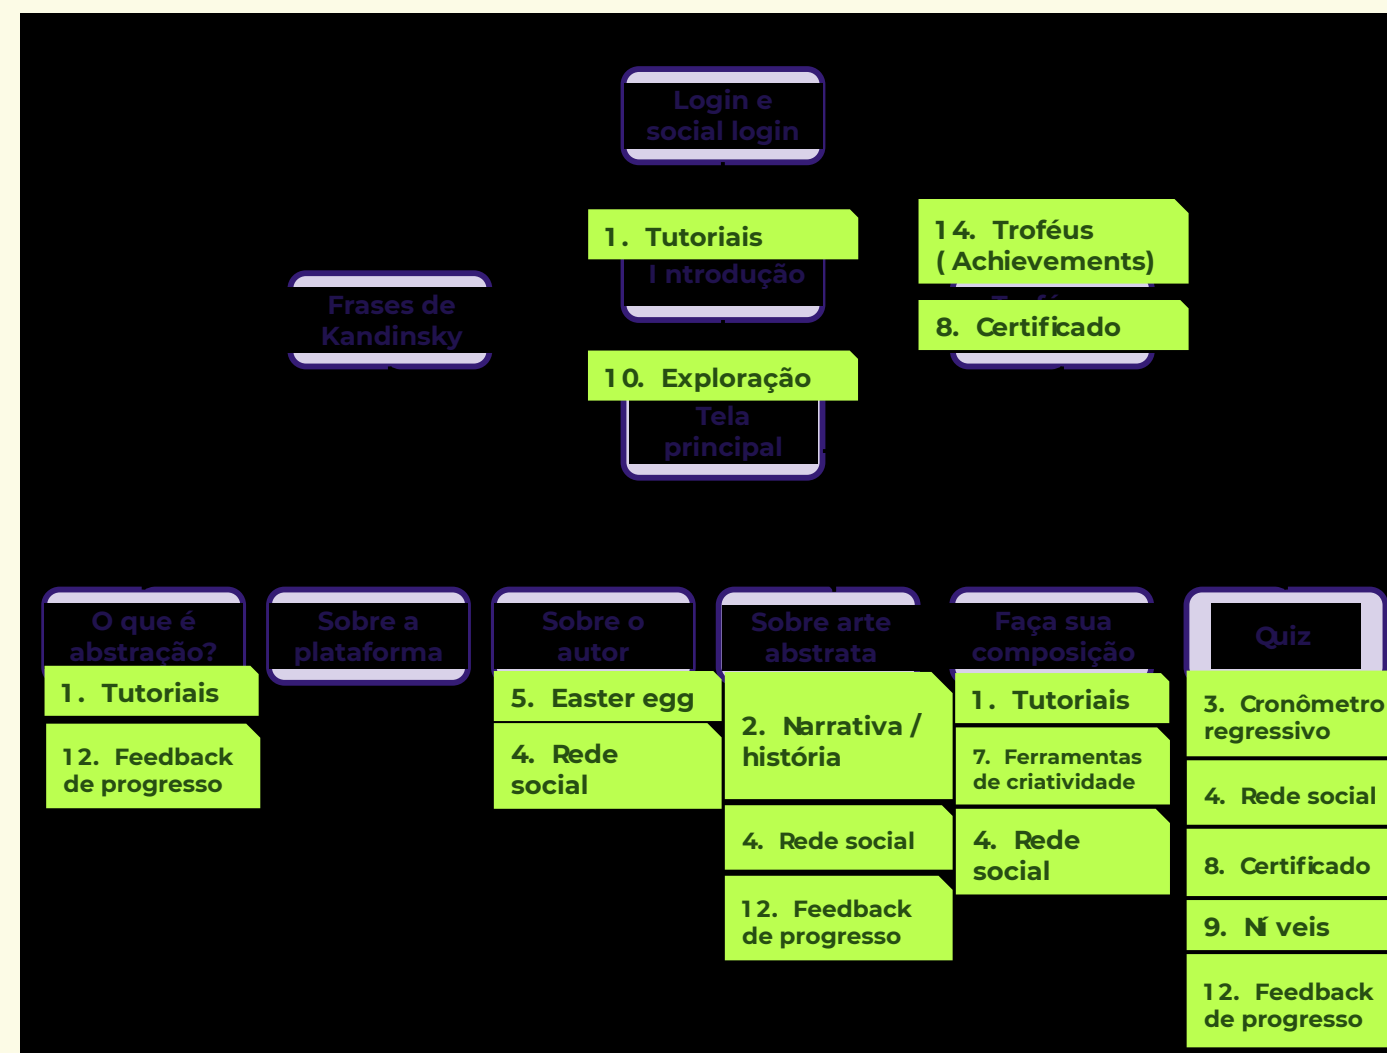 Login e
social login
1. Tutoriais
Introdução
14. Troféus
(Achievements)
8. Certificado
Frases de
Kandinsky
10. Exploração
Tela
principal
O que é
abstração?
1. Tutoriais
12. Feedback
de progresso
Sobre a
plataforma
Sobre o
autor
5. Easter egg
4. Rede
social
Sobre arte
abstrata
2. Narrativa /
história
4. Rede social
12. Feedback
de progresso
Faça sua
composição
1. Tutoriais
7. Ferramentas
de criatividade
4. Rede
social
Quiz
3. Cronômetro
regressivo
4. Rede social
8. Certificado
9. Níveis
12. Feedback
de progresso